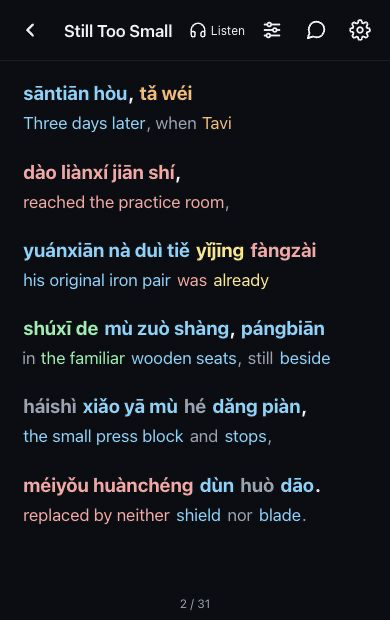 Still Too Small
Listen
sāntiān hòu, tǎ wéi
Three days later, when Tavi
dào liànxí jiān shí,
reached the practice room,
yuánxiān nà duì tiě yǐjīng fàngzài
his original iron pair was already
shúxī de mù zuò shàng, pángbiān
in the familiar wooden seats, still beside
háishì xiǎo yā mù hé dǎng piàn,
the small press block and stops,
méiyǒu huànchéng dùn huò dāo.
replaced by neither shield nor blade.
2 / 31